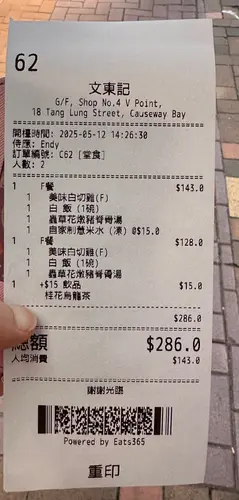 62
文東記
G/F, Shop No.4 V Point,
18 Tang Lung Street, Causeway Bay
開檯時間: 2025-05-12 14:26:30
侍應: Endy
訂單編號: C62 [堂食]
人數: 2
1 F餐 $143.0
1 美味白切雞(F)
1 白 飯 (1碗)
1 蟲草花燉豬脊骨湯
1 自家制薏米水 (凍) @$15.0
1 F餐 $128.0
1 美味白切雞(F)
1 白 飯 (1碗)
1 蟲草花燉豬脊骨湯
1 +$15 飲品 $15.0
桂花烏龍茶
$286.0
總額 $286.0
人均消費 $143.0
謝謝光臨
Powered by Eats365
重印